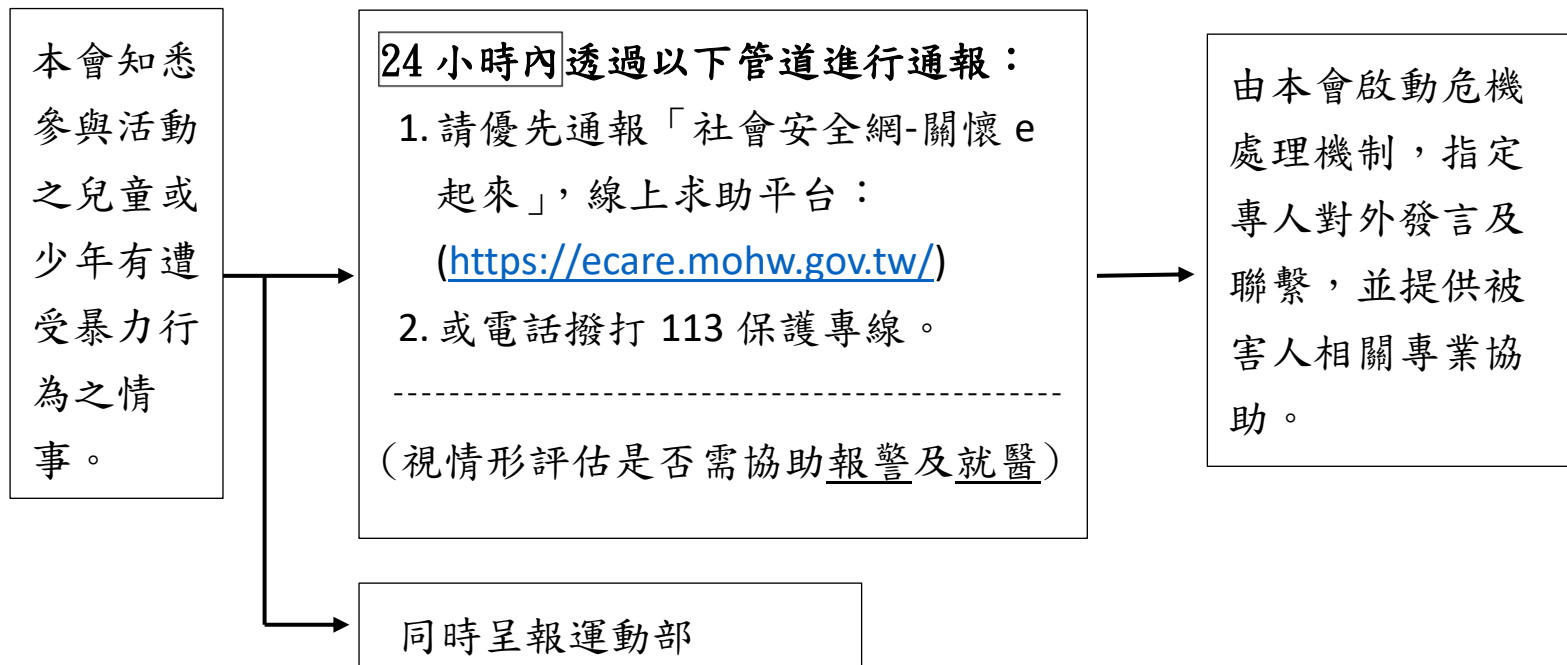 本會知悉
參與活動
之兒童或
少年有遭
受暴力行
為之情
事。
24 小時內透過以下管道進行通報：
1. 請優先通報「社會安全網-關懷 e
起來」，線上求助平台：
(https://ecare.mohw.gov.tw/)
2. 或電話撥打 113 保護專線。
（視情形評估是否需協助報警及就醫）
由本會啟動危機
處理機制，指定
專人對外發言及
聯繫，並提供被
害人相關專業協
助。
同時呈報運動部